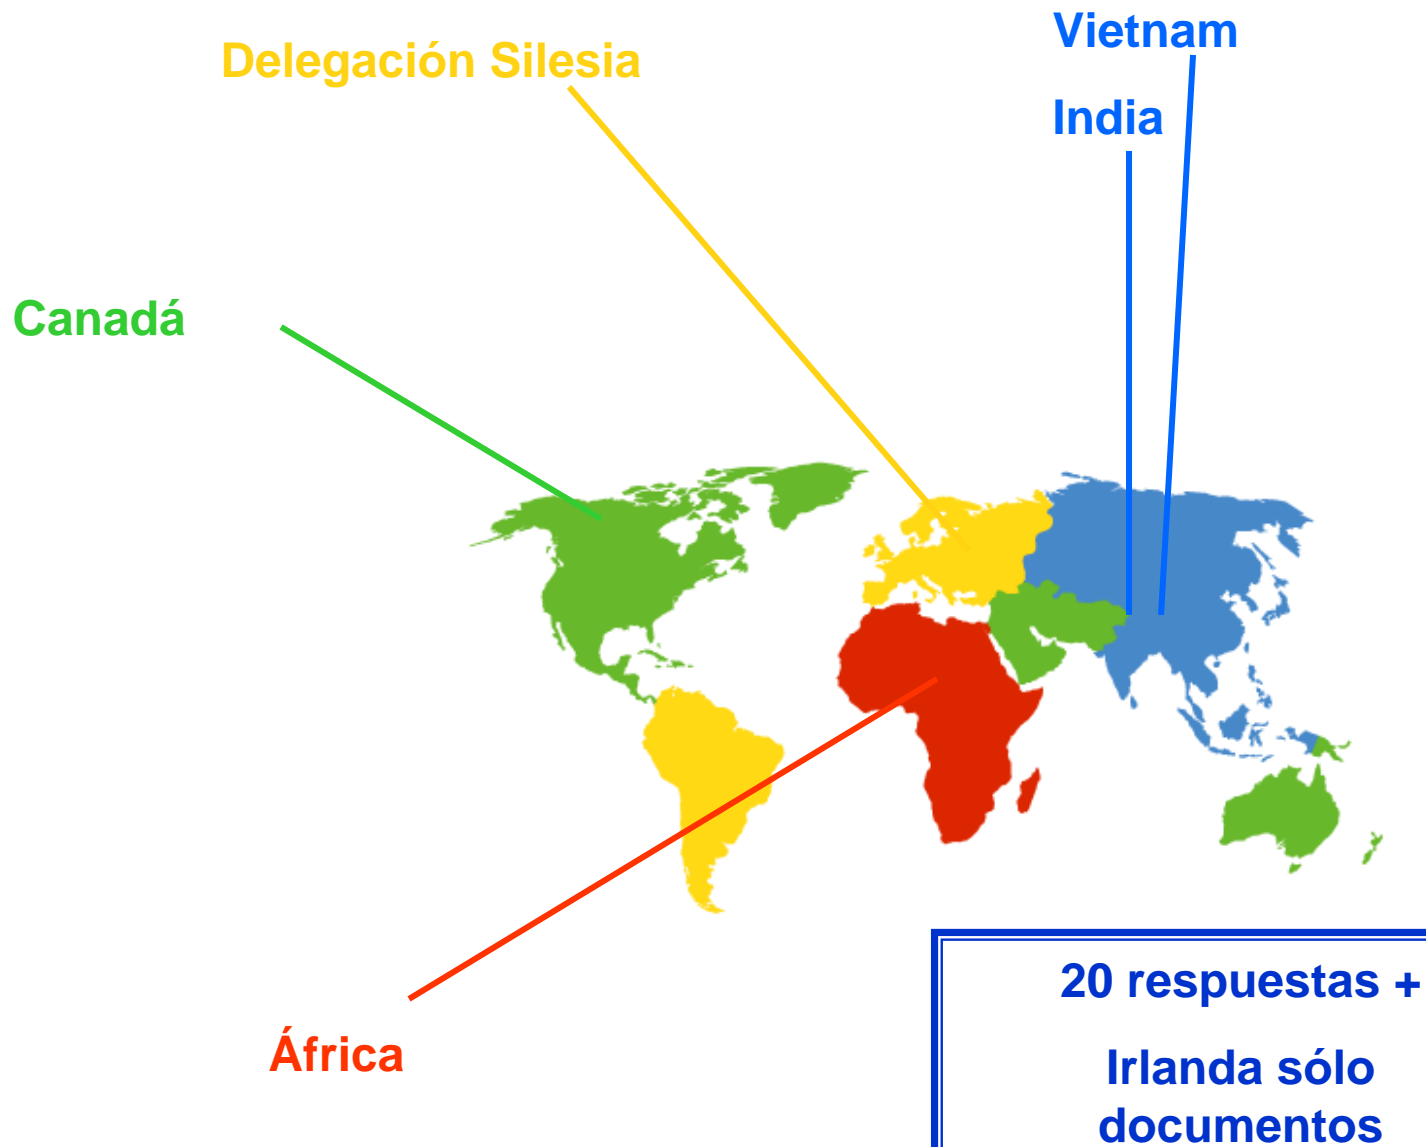 Vietnam
Delegación Silesia
India
Canadá
20 respuestas +
África
Irlanda sólo
documentos